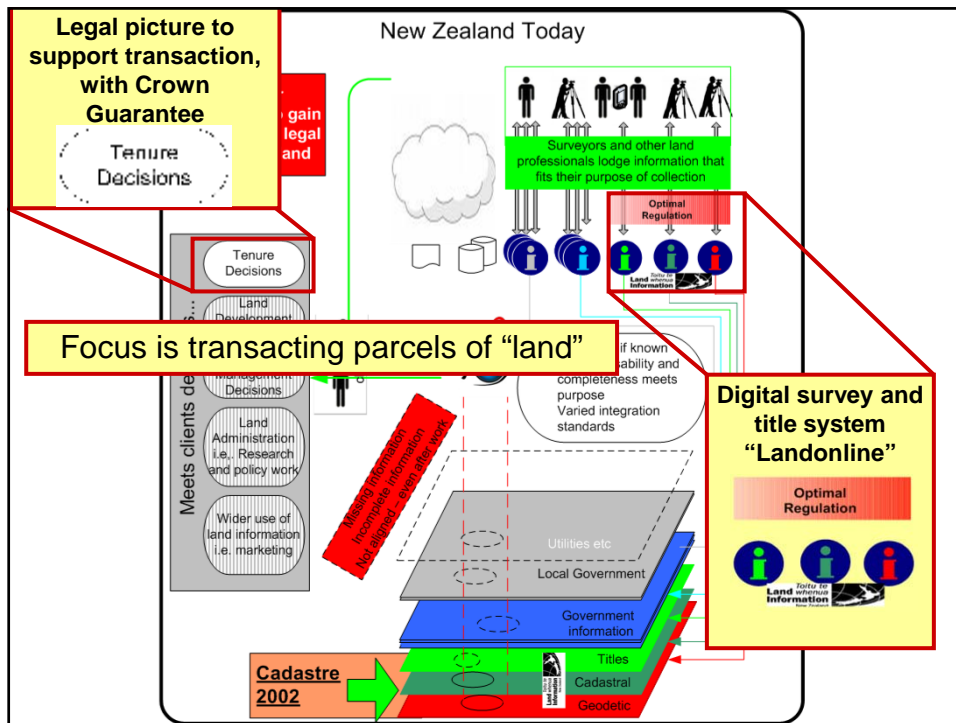 New Zealand Today
Legal picture to
support transaction,
with Crown
Guarantee
Tenure
Decisions
gain
legal
and
Surveyors and other land
professionals lodge information that
fits their purpose of collection
Optimal
Regulation
Toitu te
whenua
Land
Information
Tenure
Decisions
Land
Development
Focus is transacting parcels of “land”
Management
Decisions
Land
Administration
i.e,. Research
and policy work
Wider use of
land information
i.e. marketing
Meets clients
if known
completeness meets
purpose
Varied integration
standards
Missing information
Incomplete information
Not aligned – even after work
Digital survey and
title system
“Landonline”
Optimal
Regulation
Toitu te
whenua
Land
Information
New Zealand
Utilities etc
Local Government
Government
information
Titles
Cadastral
Geodetic
Cadastre
2002